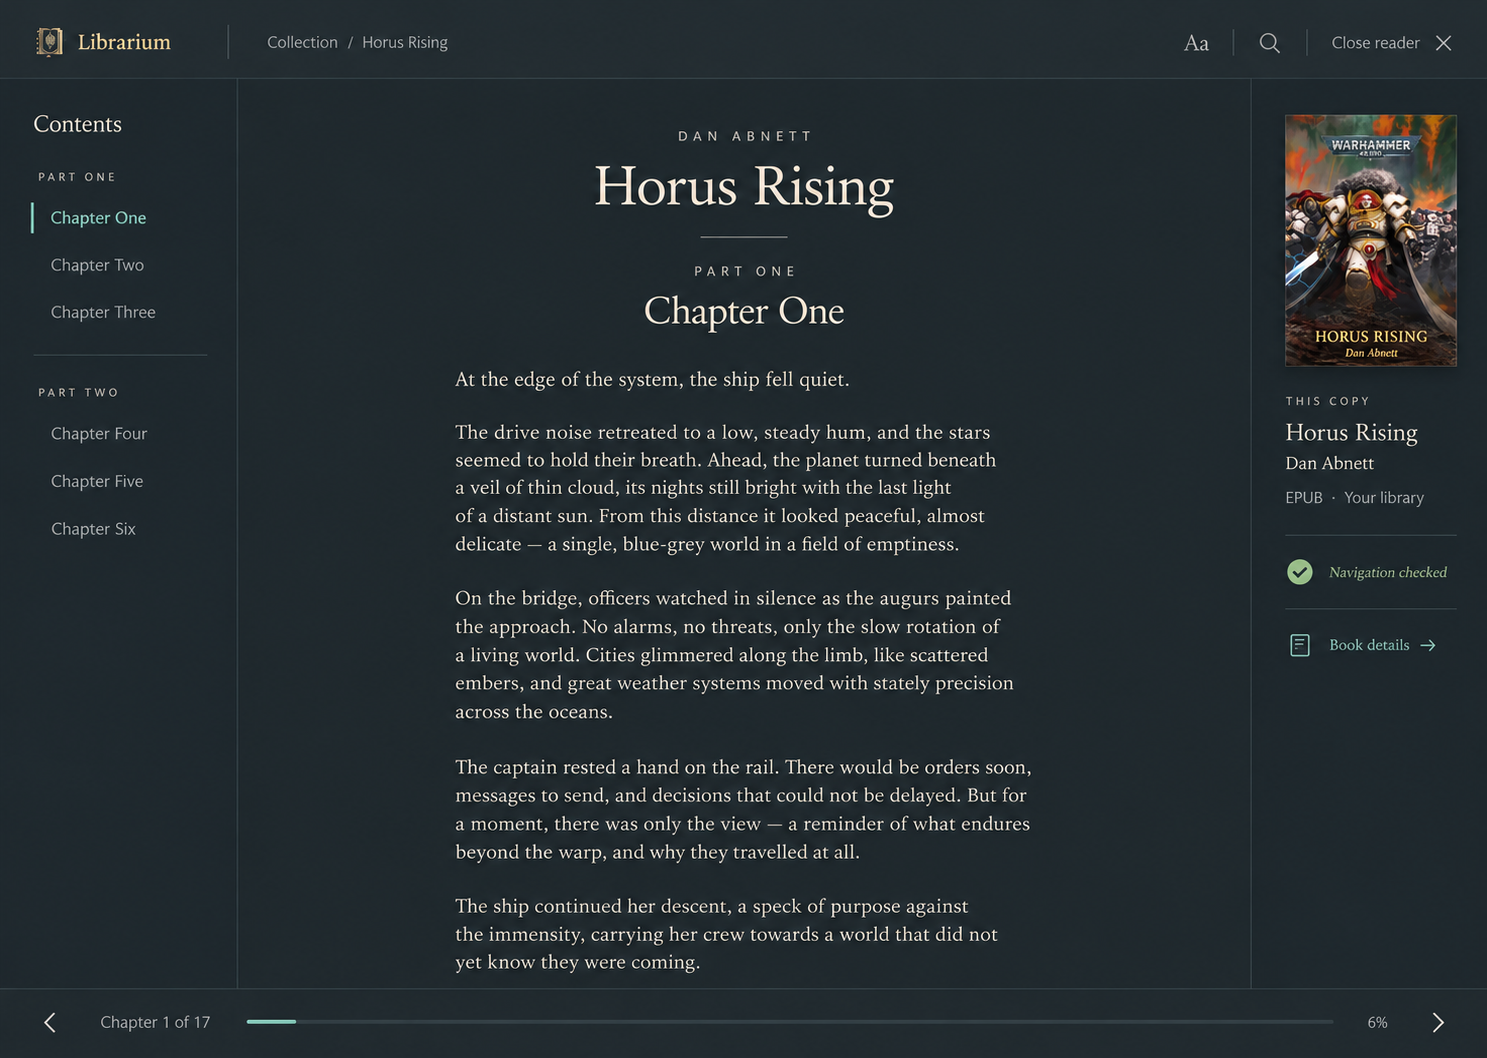 Librarium
Collection / Horus Rising
Aa
Close reader
Contents
PART ONE
Chapter One
Chapter Two
Chapter Three
PART TWO
Chapter Four
Chapter Five
Chapter Six
DAN ABNETT
Horus Rising
PART ONE
Chapter One
At the edge of the system, the ship fell quiet.
The drive noise retreated to a low, steady hum, and the stars
seemed to hold their breath. Ahead, the planet turned beneath
a veil of thin cloud, its nights still bright with the last light
of a distant sun. From this distance it looked peaceful, almost
delicate — a single, blue-grey world in a field of emptiness.
On the bridge, officers watched in silence as the augurs painted
the approach. No alarms, no threats, only the slow rotation of
a living world. Cities glimmered along the limb, like scattered
embers, and great weather systems moved with stately precision
across the oceans.
The captain rested a hand on the rail. There would be orders soon,
messages to send, and decisions that could not be delayed. But for
a moment, there was only the view — a reminder of what endures
beyond the warp, and why they travelled at all.
The ship continued her descent, a speck of purpose against
the immensity, carrying her crew towards a world that did not
yet know they were coming.
WARHAMMER
HORUS RISING
Dan Abnett
THIS COPY
Horus Rising
Dan Abnett
EPUB · Your library
Navigation checked
Book details →
Chapter 1 of 17
6%